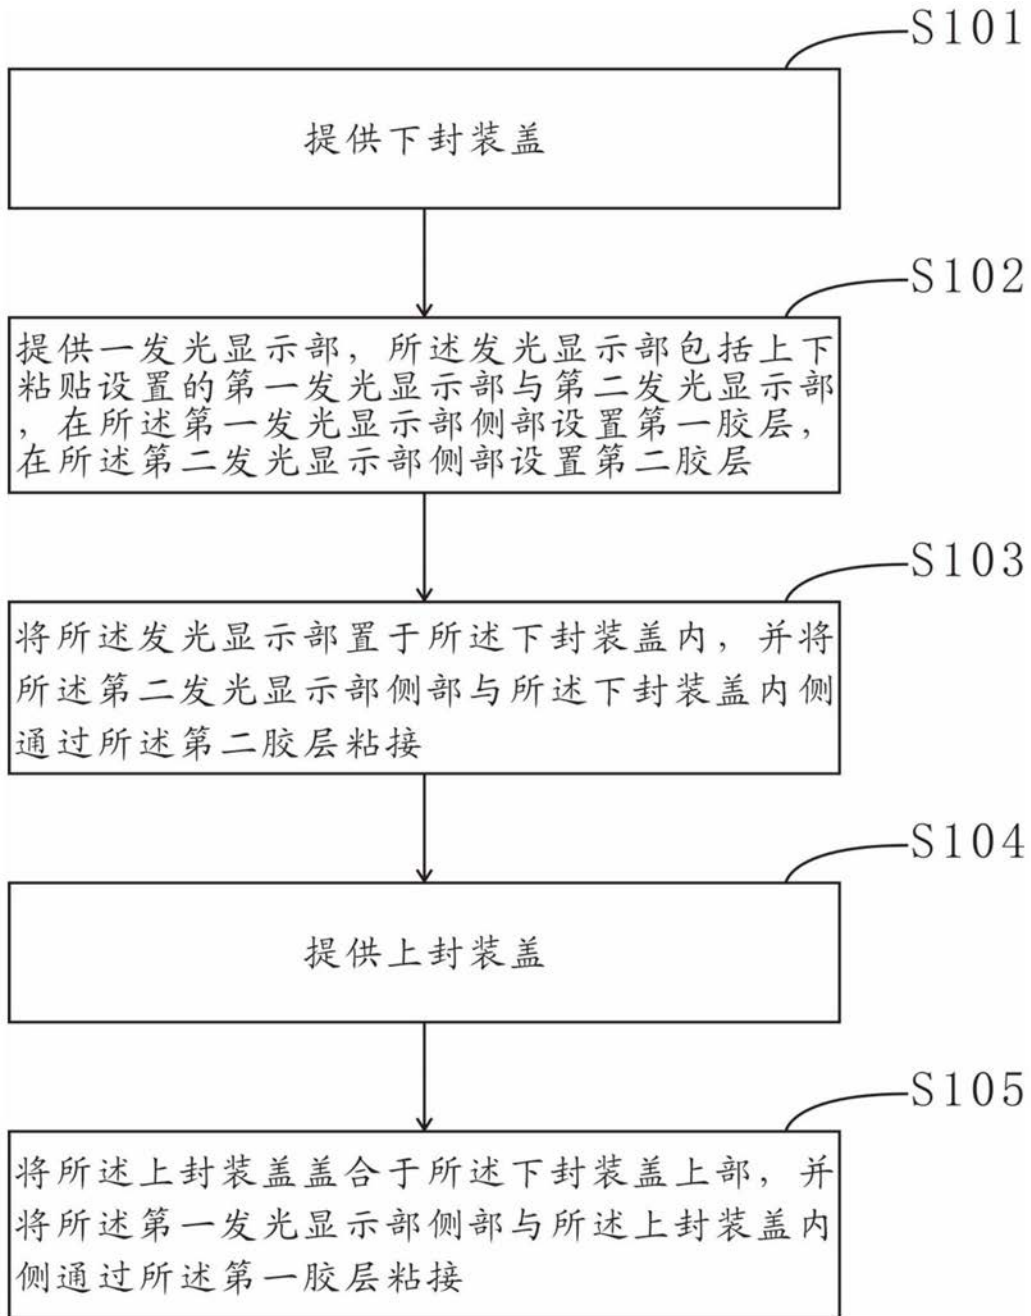 S101
提供下封装盖
S102
提供一发光显示部，所述发光显示部包括上下
粘贴设置的第一发光显示部与第二发光显示部
，在所述第一发光显示部侧部设置第一胶层，
在所述第二发光显示部侧部设置第二胶层
S103
将所述发光显示部置于所述下封装盖内，并将
所述第二发光显示部侧部与所述下封装盖内侧
通过所述第二胶层粘接
S104
提供上封装盖
S105
将所述上封装盖盖合于所述下封装盖上部，并
将所述第一发光显示部侧部与所述上封装盖内
侧通过所述第一胶层粘接